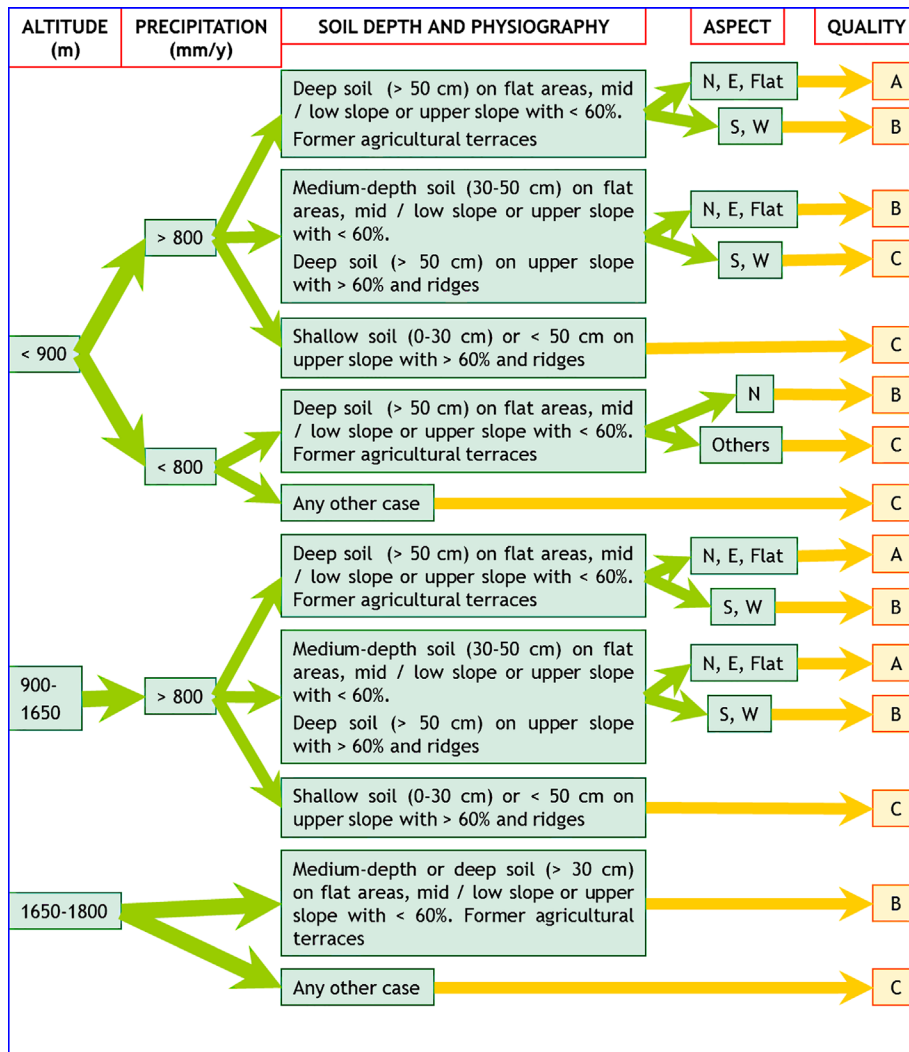 ALTITUDE
(m)
PRECIPITATION
(mm/y)
SOIL DEPTH AND PHYSIOGRAPHY
ASPECT
QUALITY
< 900
> 800
Deep soil (> 50 cm) on flat areas, mid
/ low slope or upper slope with < 60%.
Former agricultural terraces
N, E, Flat
A
S, W
B
Medium-depth soil (30-50 cm) on flat
areas, mid / low slope or upper slope
with < 60%.
Deep soil (> 50 cm) on upper slope
with > 60% and ridges
N, E, Flat
B
S, W
C
Shallow soil (0-30 cm) or < 50 cm on
upper slope with > 60% and ridges
C
< 800
Deep soil (> 50 cm) on flat areas, mid
/ low slope or upper slope with < 60%.
Former agricultural terraces
N
B
Others
C
Any other case
C
900-
1650
> 800
Deep soil (> 50 cm) on flat areas, mid
/ low slope or upper slope with < 60%.
Former agricultural terraces
N, E, Flat
A
S, W
B
Medium-depth soil (30-50 cm) on flat
areas, mid / low slope or upper slope
with < 60%.
Deep soil (> 50 cm) on upper slope
with > 60% and ridges
N, E, Flat
A
S, W
B
Shallow soil (0-30 cm) or < 50 cm on
upper slope with > 60% and ridges
C
1650-1800
Medium-depth or deep soil (> 30 cm)
on flat areas, mid / low slope or upper
slope with < 60%. Former agricultural
terraces
B
Any other case
C